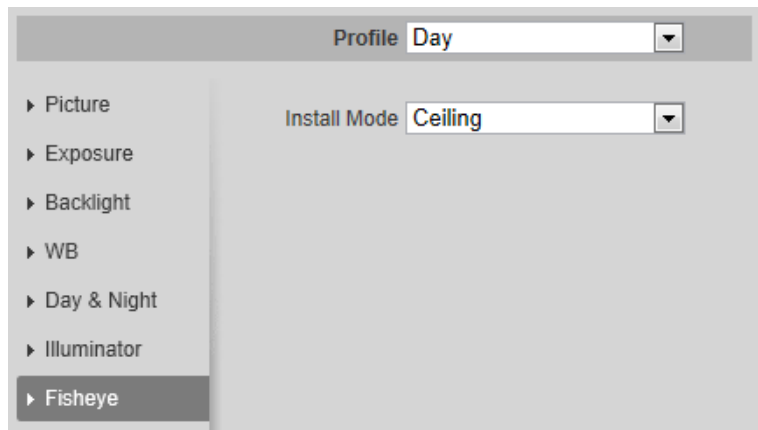 Profile Day
Picture
Install Mode Ceiling
Exposure
Backlight
WB
Day & Night
Illuminator
Fisheye